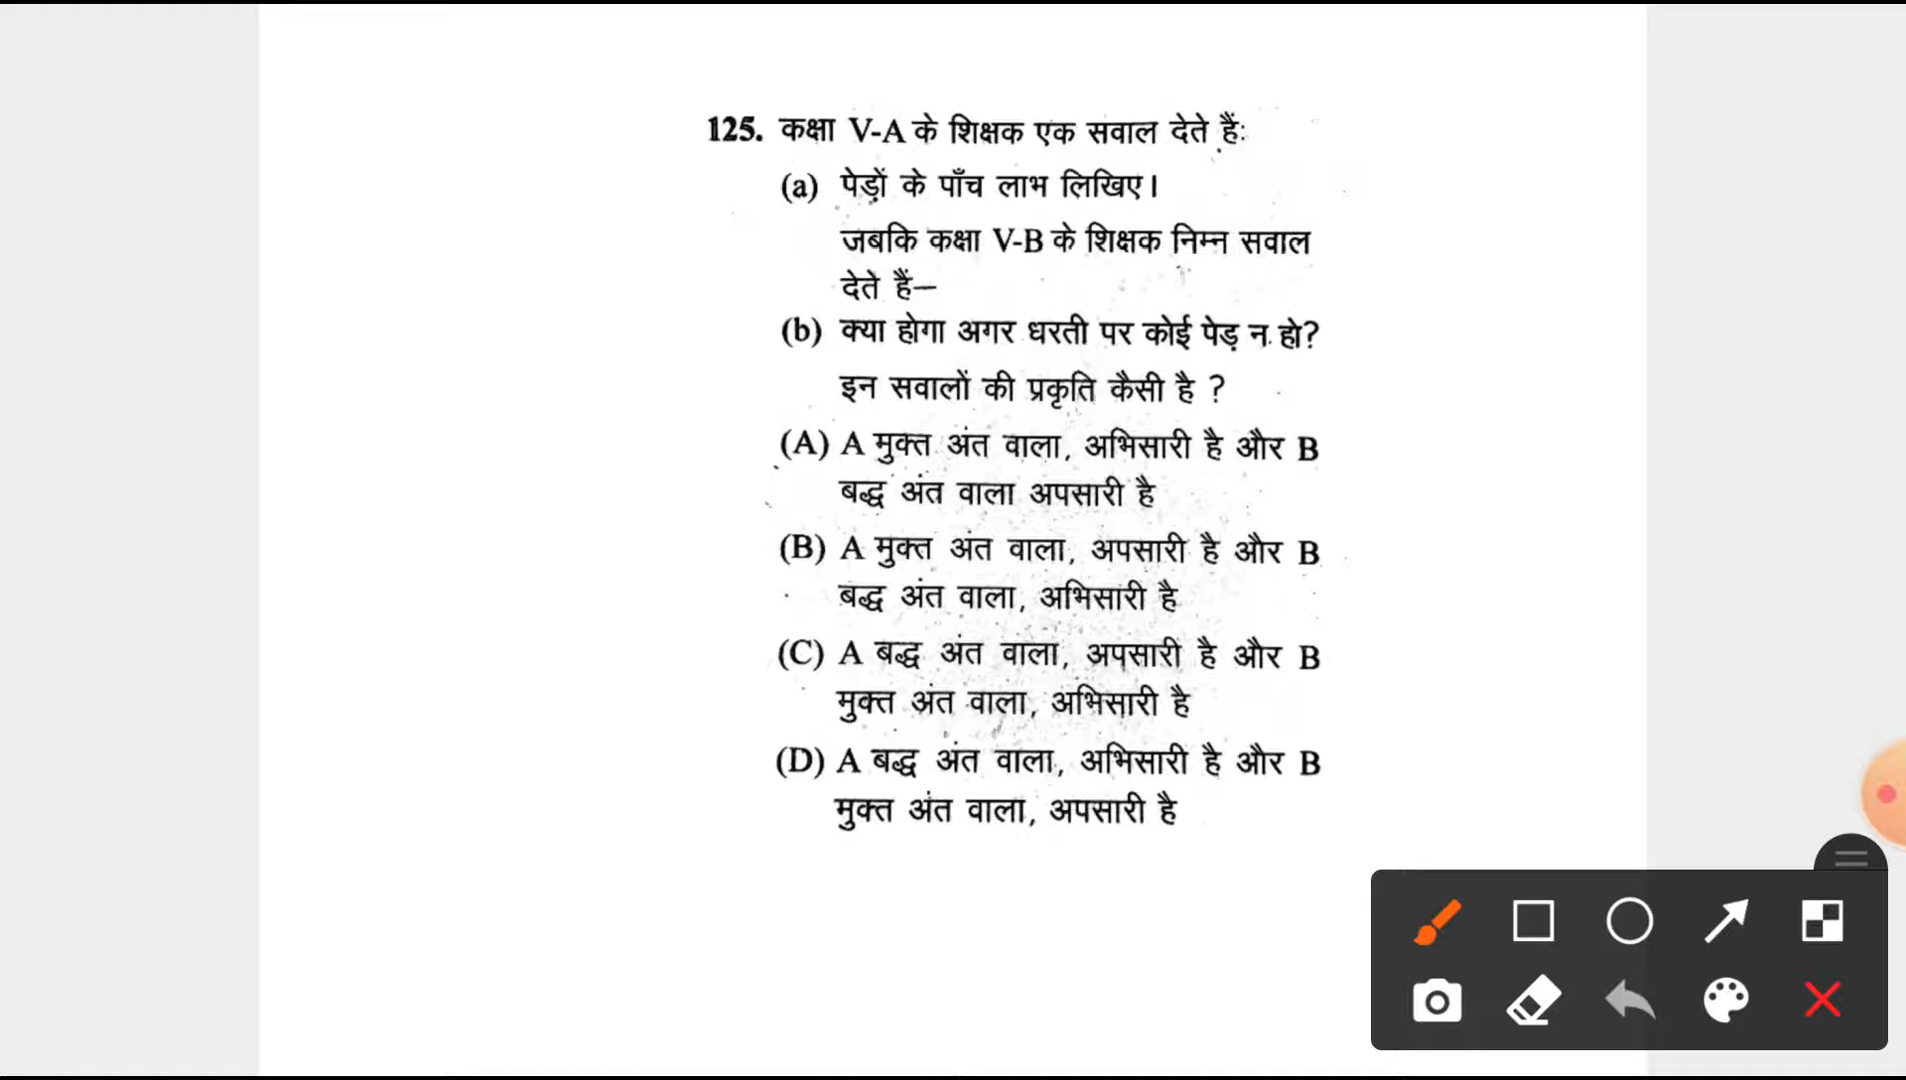 125. कक्षा V-A के शिक्षक एक सवाल देते हैं:
(a) पेड़ों के पाँच लाभ लिखिए।
जबकि कक्षा V-B के शिक्षक निम्न सवाल
देते हैं—
(b) क्या होगा अगर धरती पर कोई पेड़ न हो?
इन सवालों की प्रकृति कैसी है ?
(A) A मुक्त अंत वाला, अभिसारी है और B
बद्ध अंत वाला अपसारी है
(B) A मुक्त अंत वाला, अपसारी है और B
बद्ध अंत वाला, अभिसारी है
(C) A बद्ध अंत वाला, अपसारी है और B
मुक्त अंत वाला, अभिसारी है
(D) A बद्ध अंत वाला, अभिसारी है और B
मुक्त अंत वाला, अपसारी है